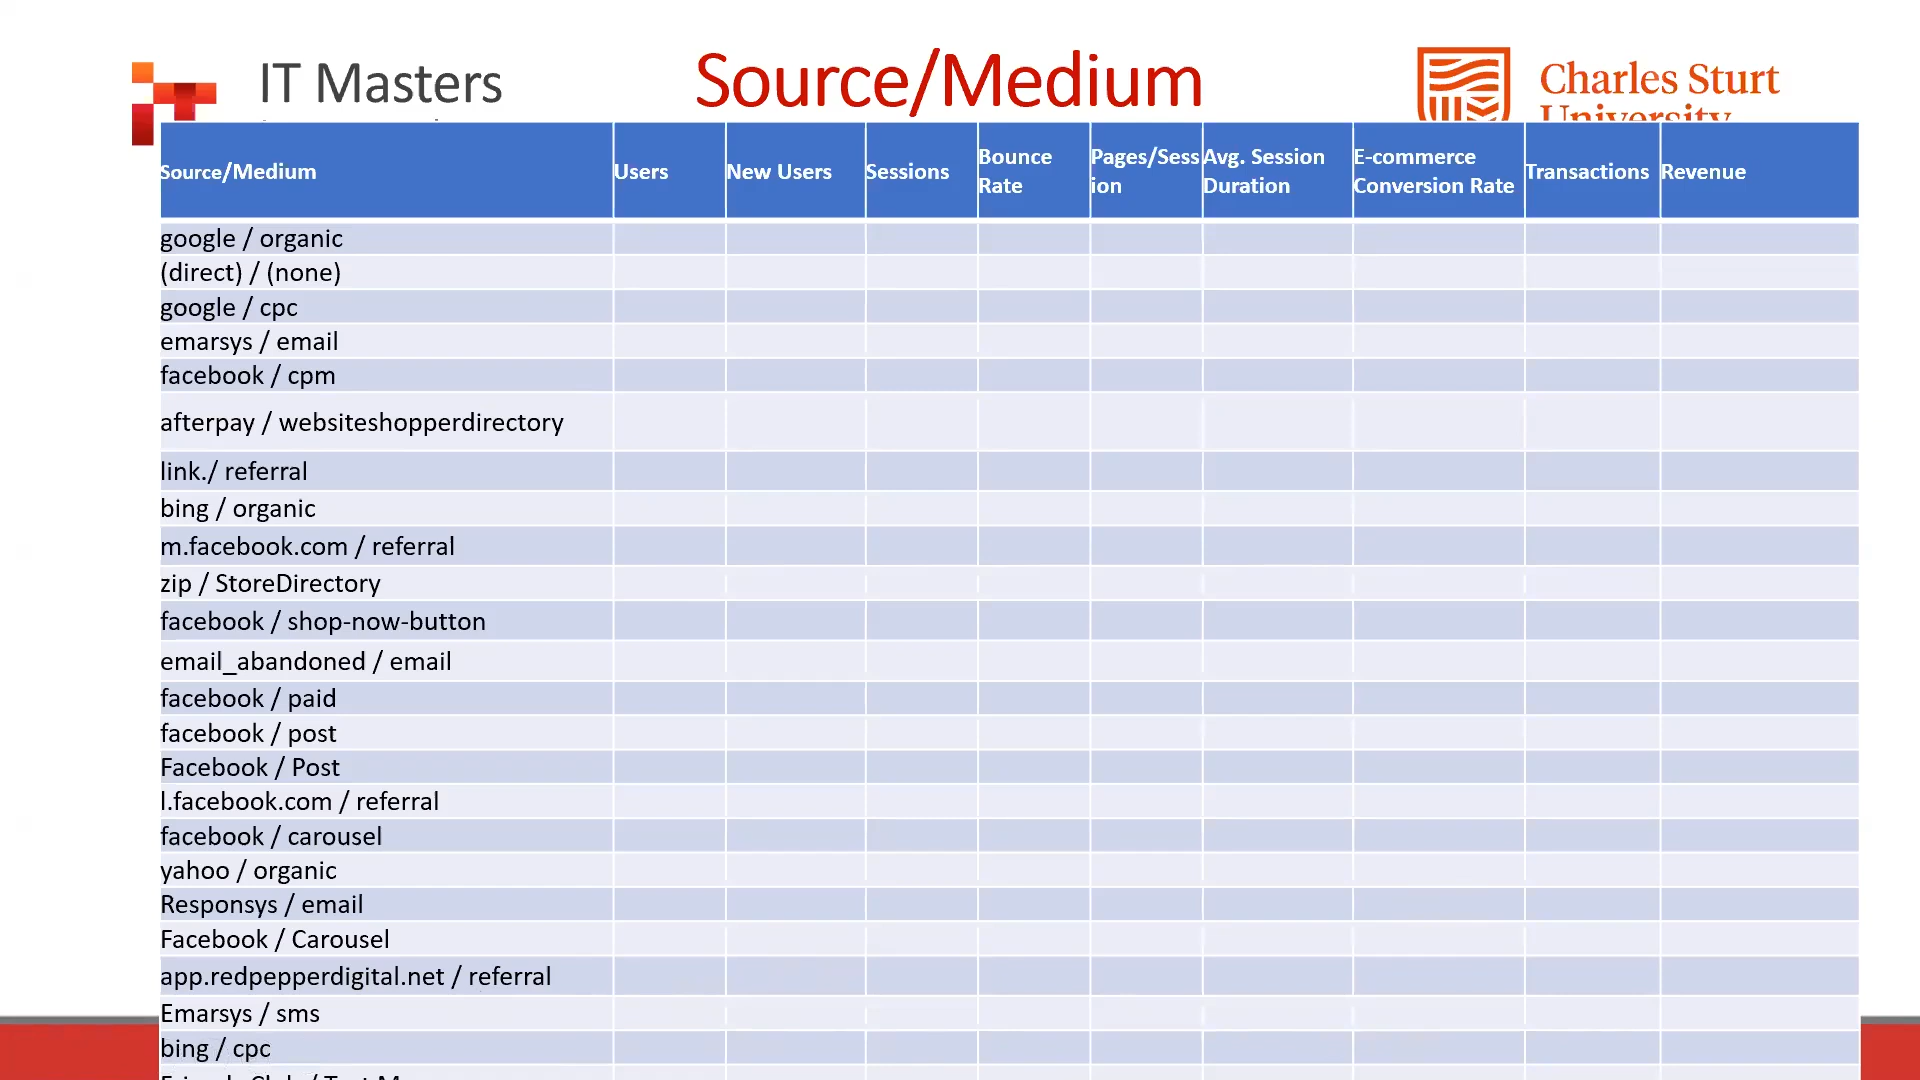 IT Masters
Source/Medium
Charles Sturt
University
Source/Medium Users New Users Sessions Bounce Rate Pages/Session Avg. Session Duration E-commerce Conversion Rate Transactions Revenue
google / organic
(direct) / (none)
google / cpc
emarsys / email
facebook / cpm
afterpay / websiteshopperdirectory
link./ referral
bing / organic
m.facebook.com / referral
zip / StoreDirectory
facebook / shop-now-button
email_abandoned / email
facebook / paid
facebook / post
Facebook / Post
l.facebook.com / referral
facebook / carousel
yahoo / organic
Responsys / email
Facebook / Carousel
app.redpepperdigital.net / referral
Emarsys / sms
bing / cpc